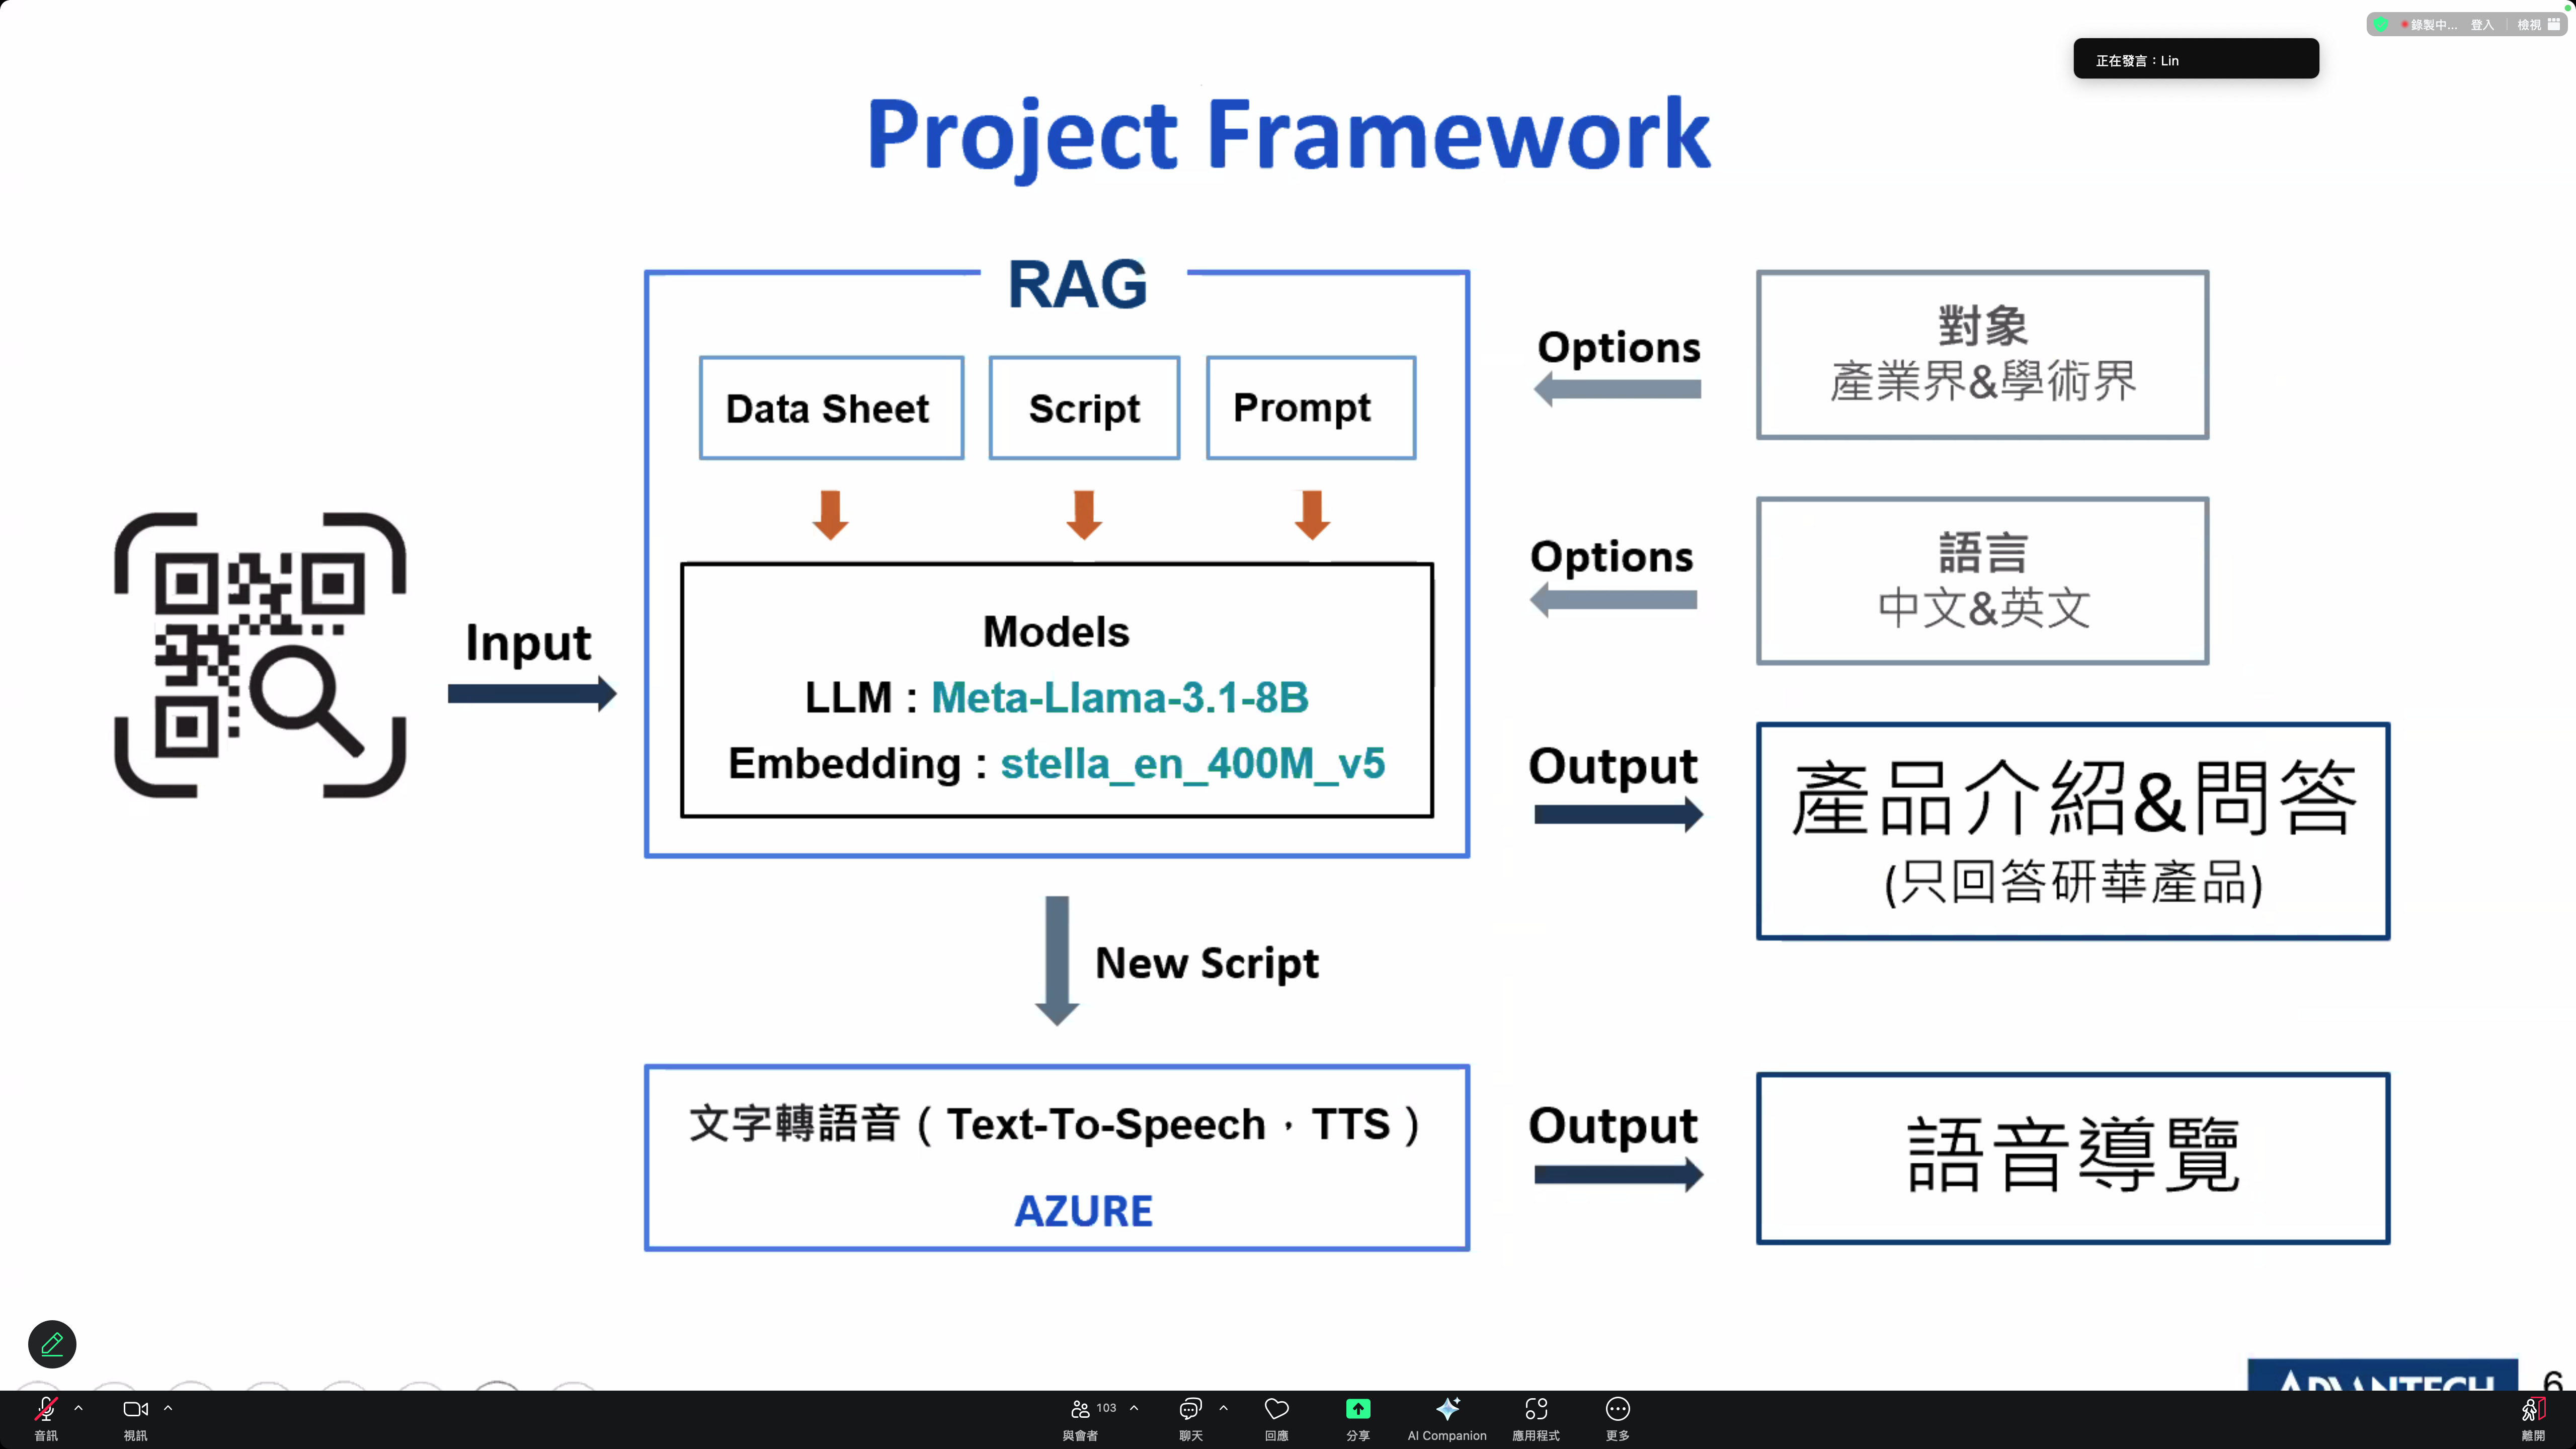 錄製中... 登入 檢視
正在發言：Lin
Project Framework
RAG
Data Sheet
Script
Prompt
Models
LLM：Meta-Llama-3.1-8B
Embedding：stella_en_400M_v5
Input
Options
對象
產業界&學術界
Options
語言
中文&英文
Output
產品介紹&問答
(只回答研華產品)
New Script
文字轉語音（Text-To-Speech，TTS）
AZURE
Output
語音導覽
ADVANTECH
6
音訊
視訊
103
與會者
聊天
回應
分享
AI Companion
應用程式
更多
離開